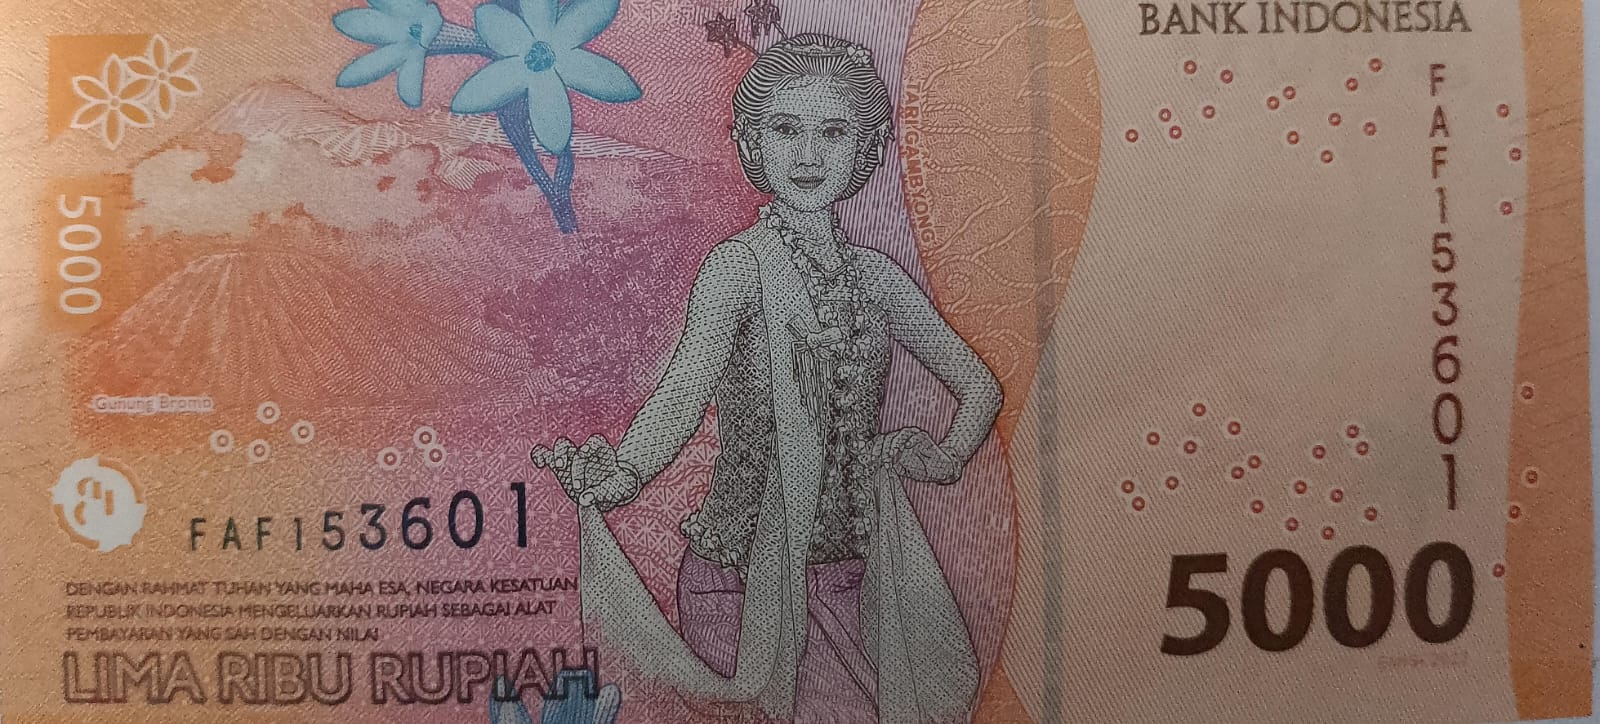 BANK INDONESIA
FAF153601
5000
TARI GAMBYONG
5000
Gunung Bromo
FAF153601
DENGAN RAHMAT TUHAN YANG MAHA ESA, NEGARA KESATUAN
REPUBLIK INDONESIA MENGELUARKAN RUPIAH SEBAGAI ALAT
PEMBAYARAN YANG SAH DENGAN NILAI
LIMA RIBU RUPIAH